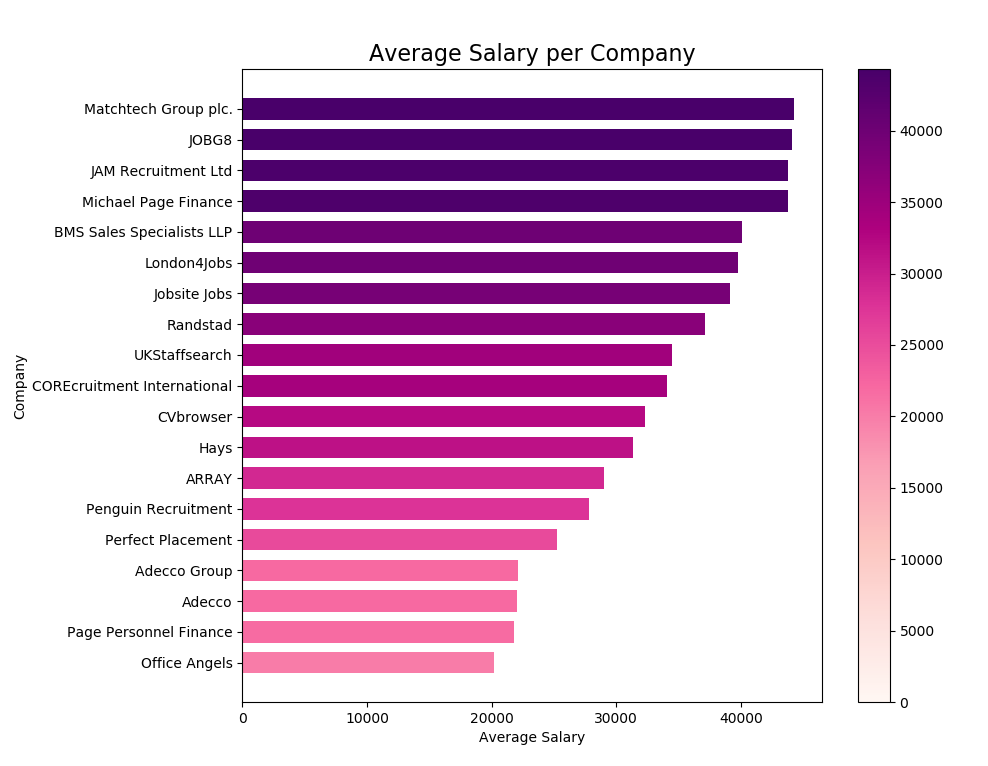 Average Salary per Company
Company
Matchtech Group plc.
JOBG8
JAM Recruitment Ltd
Michael Page Finance
BMS Sales Specialists LLP
London4Jobs
Jobsite Jobs
Randstad
UKStaffsearch
COREcruitment International
CVbrowser
Hays
ARRAY
Penguin Recruitment
Perfect Placement
Adecco Group
Adecco
Page Personnel Finance
Office Angels
0 10000 20000 30000 40000
Average Salary
40000
35000
30000
25000
20000
15000
10000
5000
0